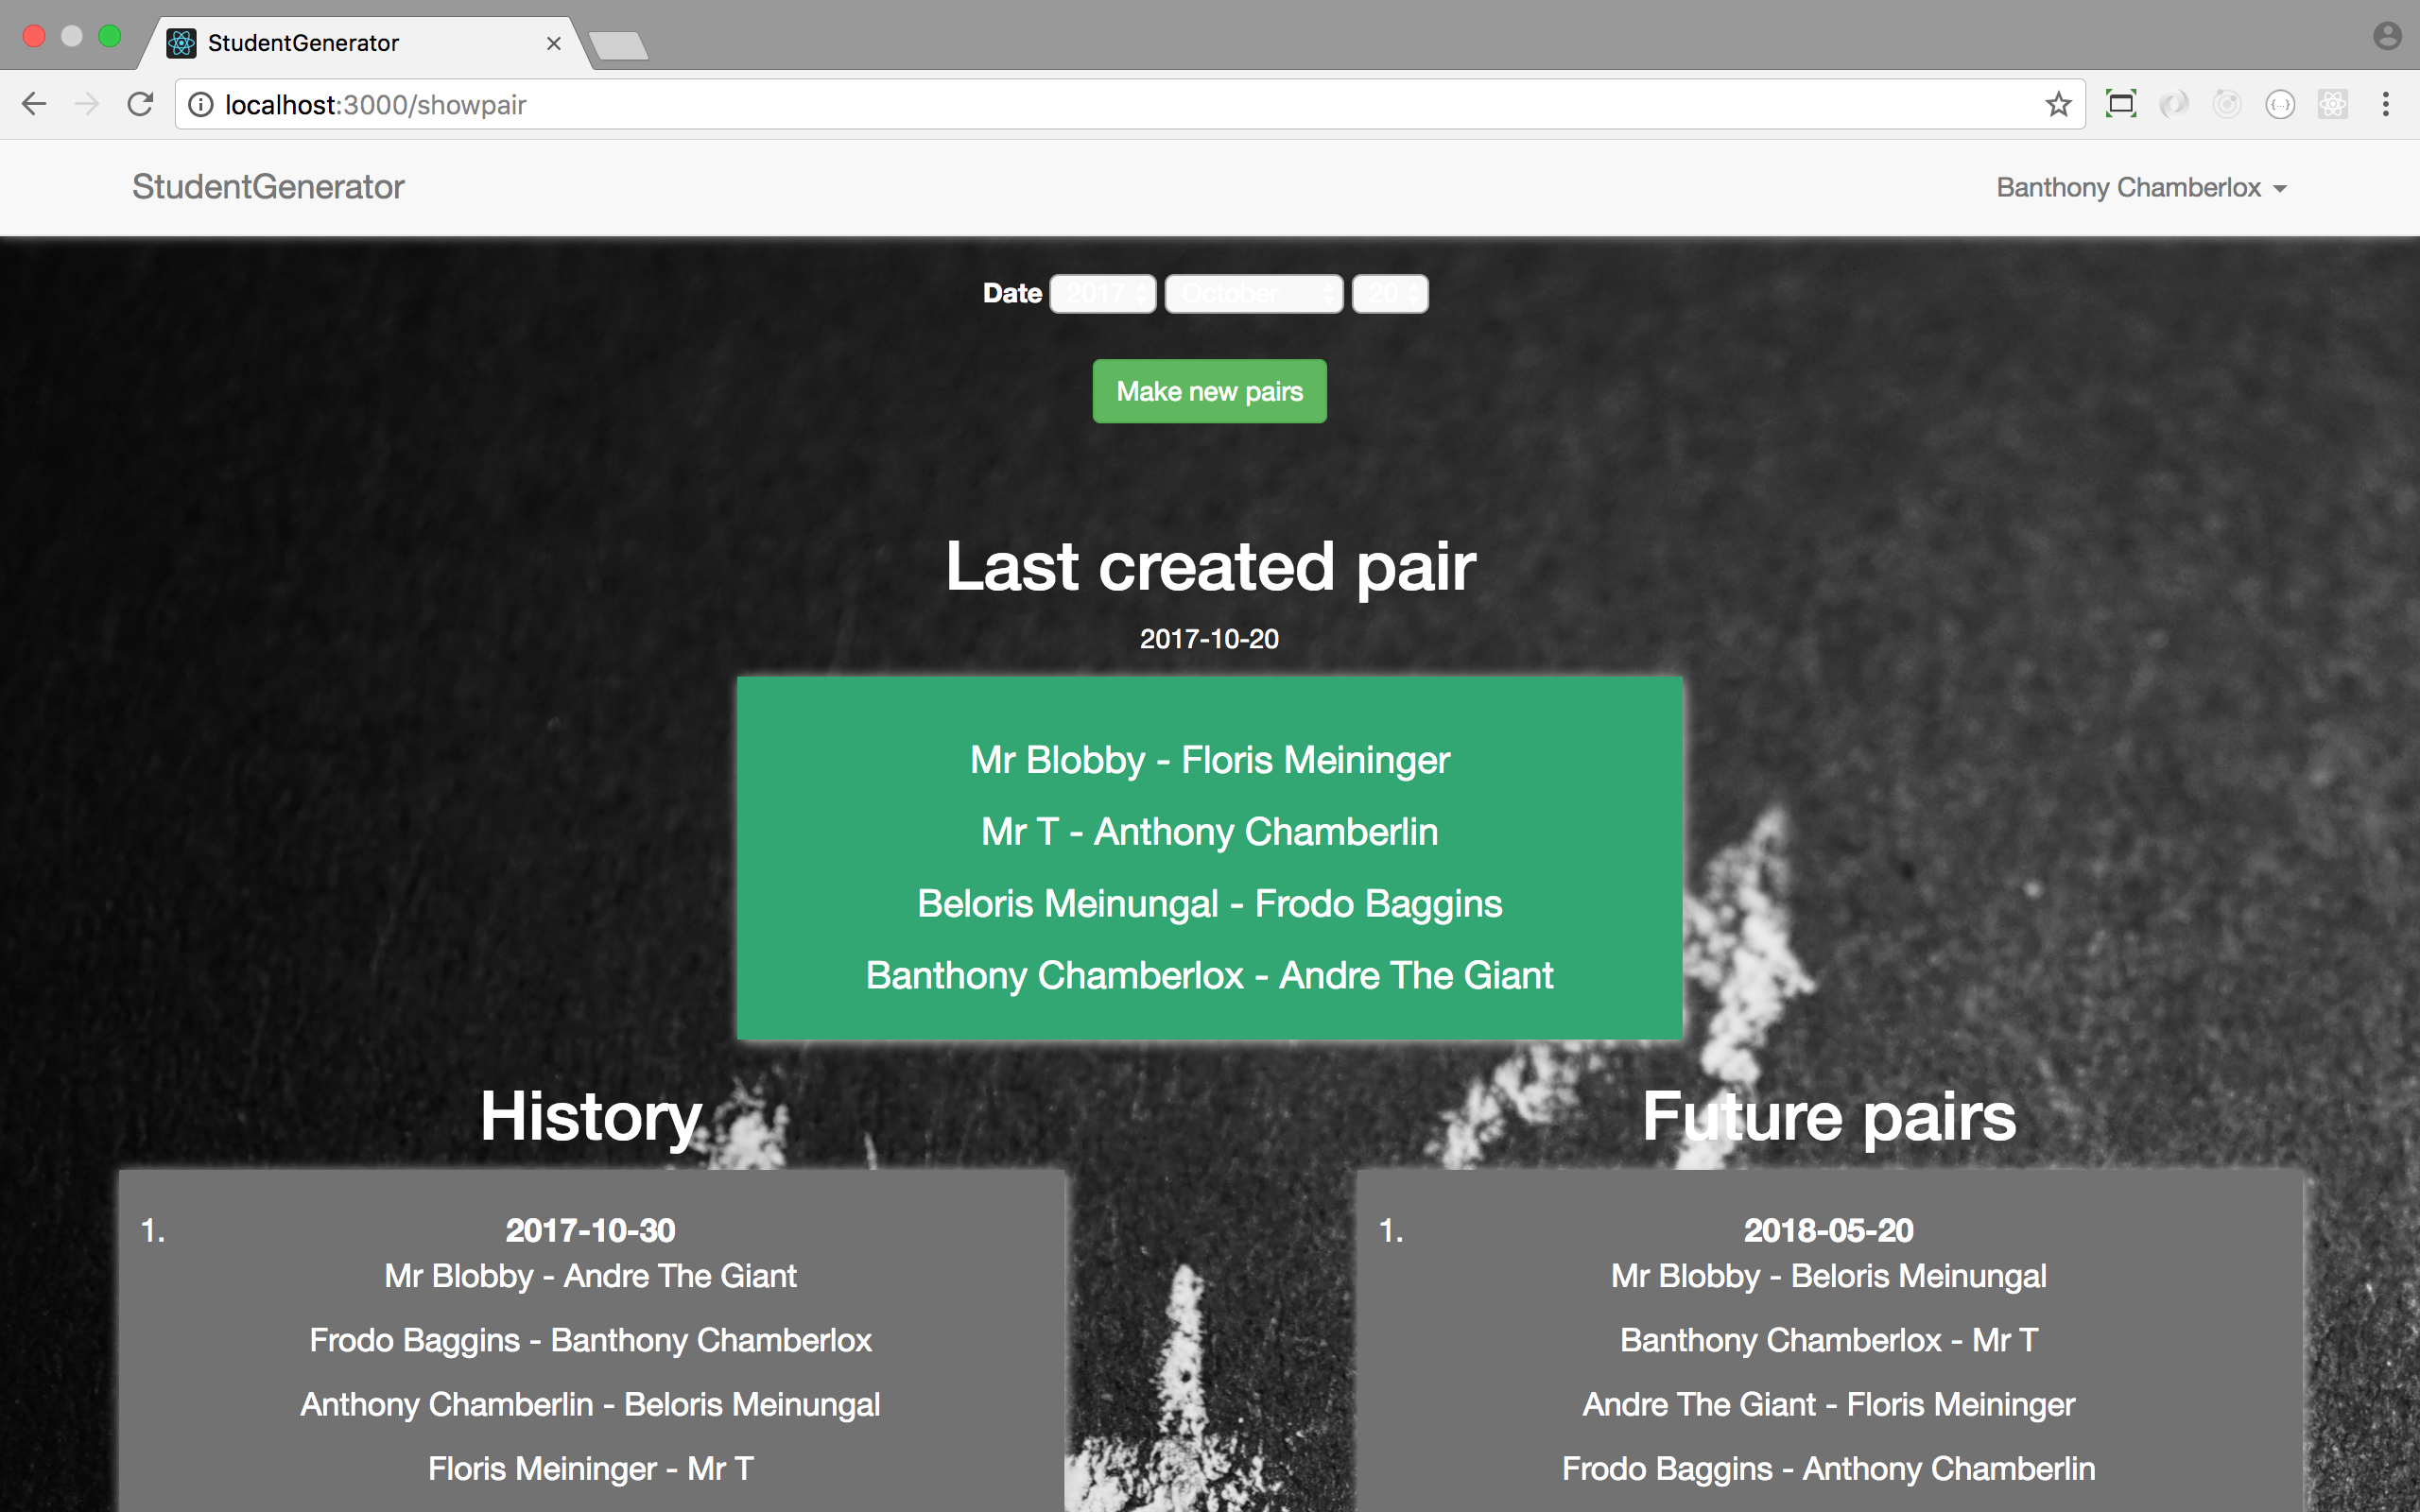 StudentGenerator
localhost:3000/showpair
StudentGenerator
Banthony Chamberlox
Date 2017 October 20
Make new pairs
Last created pair
2017-10-20
Mr Blobby - Floris Meininger
Mr T - Anthony Chamberlin
Beloris Meinungal - Frodo Baggins
Banthony Chamberlox - Andre The Giant
History
1. 2017-10-30
Mr Blobby - Andre The Giant
Frodo Baggins - Banthony Chamberlox
Anthony Chamberlin - Beloris Meinungal
Floris Meininger - Mr T
Future pairs
1. 2018-05-20
Mr Blobby - Beloris Meinungal
Banthony Chamberlox - Mr T
Andre The Giant - Floris Meininger
Frodo Baggins - Anthony Chamberlin